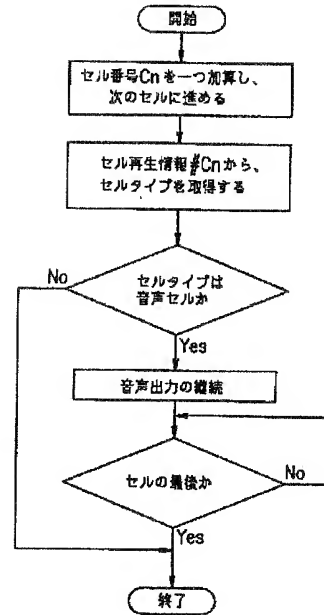 開始
セル番号Cnを一つ加算し、
次のセルに進める
セル再生情報#Cnから、
セルタイプを取得する
セルタイプは
音声セルか
No
Yes
音声出力の継続
セルの最後か
No
Yes
終了